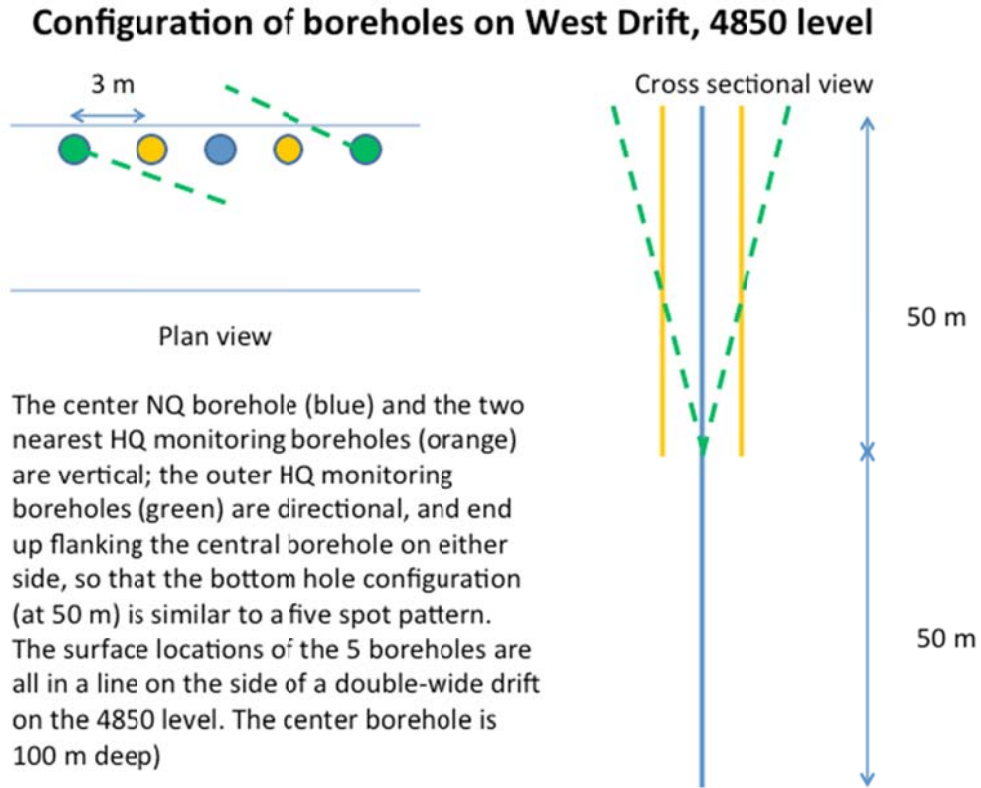 Configuration of boreholes on West Drift, 4850 level
3 m
Cross sectional view
50 m
Plan view
The center NQ borehole (blue) and the two
nearest HQ monitoring boreholes (orange)
are vertical; the outer HQ monitoring
boreholes (green) are directional, and end
up flanking the central borehole on either
side, so that the bottom hole configuration
(at 50 m) is similar to a five spot pattern.
The surface locations of the 5 boreholes are
all in a line on the side of a double-wide drift
on the 4850 level. The center borehole is
100 m deep)
50 m